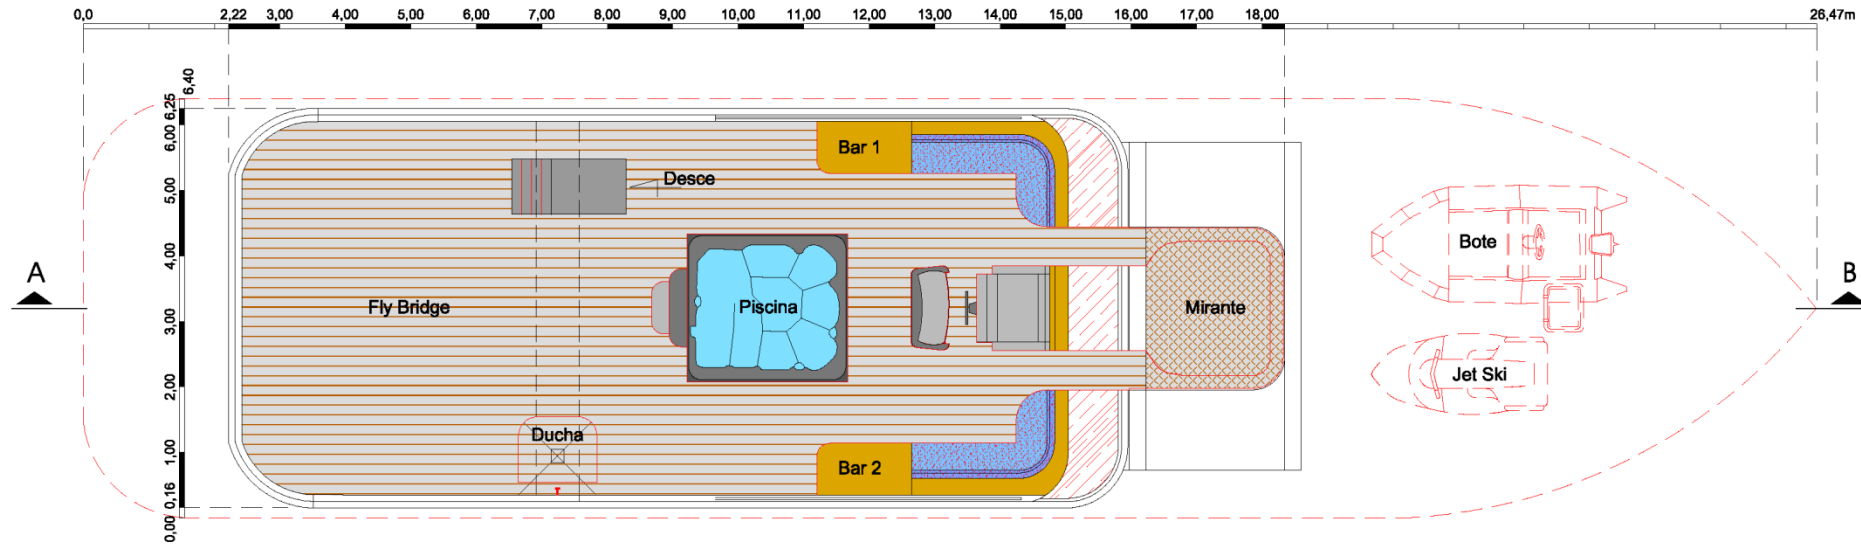 0,0 2,22 3,00 4,00 5,00 6,00 7,00 8,00 9,00 10,00 11,00 12,00 13,00 14,00 15,00 16,00 17,00 18,00 26,47m
6,40
6,25
6,00
5,00
4,00
3,00
2,00
1,00
0,16
0,00
A
B
Bar 1
Desce
Bote
Fly Bridge
Piscina
Mirante
Jet Ski
Ducha
Bar 2